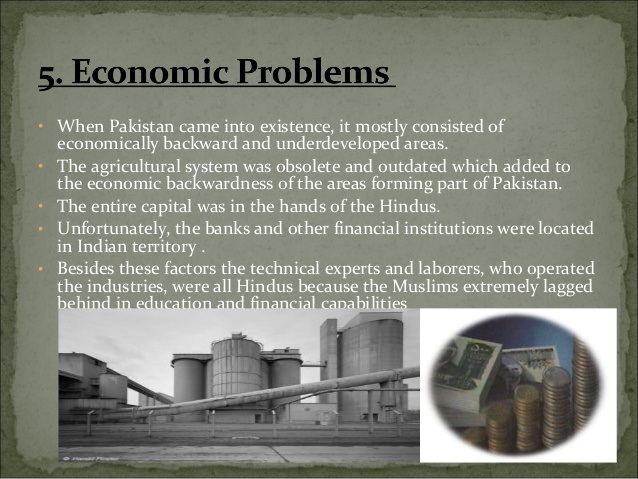 5. Economic Problems
• When Pakistan came into existence, it mostly consisted of
economically backward and underdeveloped areas.
• The agricultural system was obsolete and outdated which added to
the economic backwardness of the areas forming part of Pakistan.
• The entire capital was in the hands of the Hindus.
• Unfortunately, the banks and other financial institutions were located
in Indian territory .
• Besides these factors the technical experts and laborers, who operated
the industries, were all Hindus because the Muslims extremely lagged
behind in education and financial capabilities